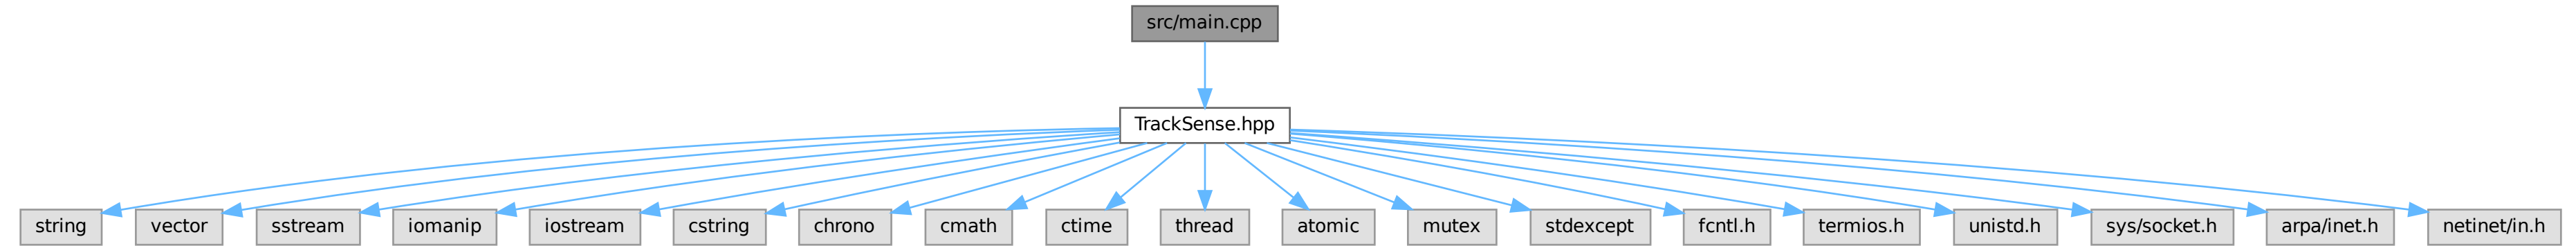 src/main.cpp
TrackSense.hpp
string
vector
sstream
iomanip
iostream
cstring
chrono
cmath
ctime
thread
atomic
mutex
stdexcept
fcntl.h
termios.h
unistd.h
sys/socket.h
arpa/inet.h
netinet/in.h